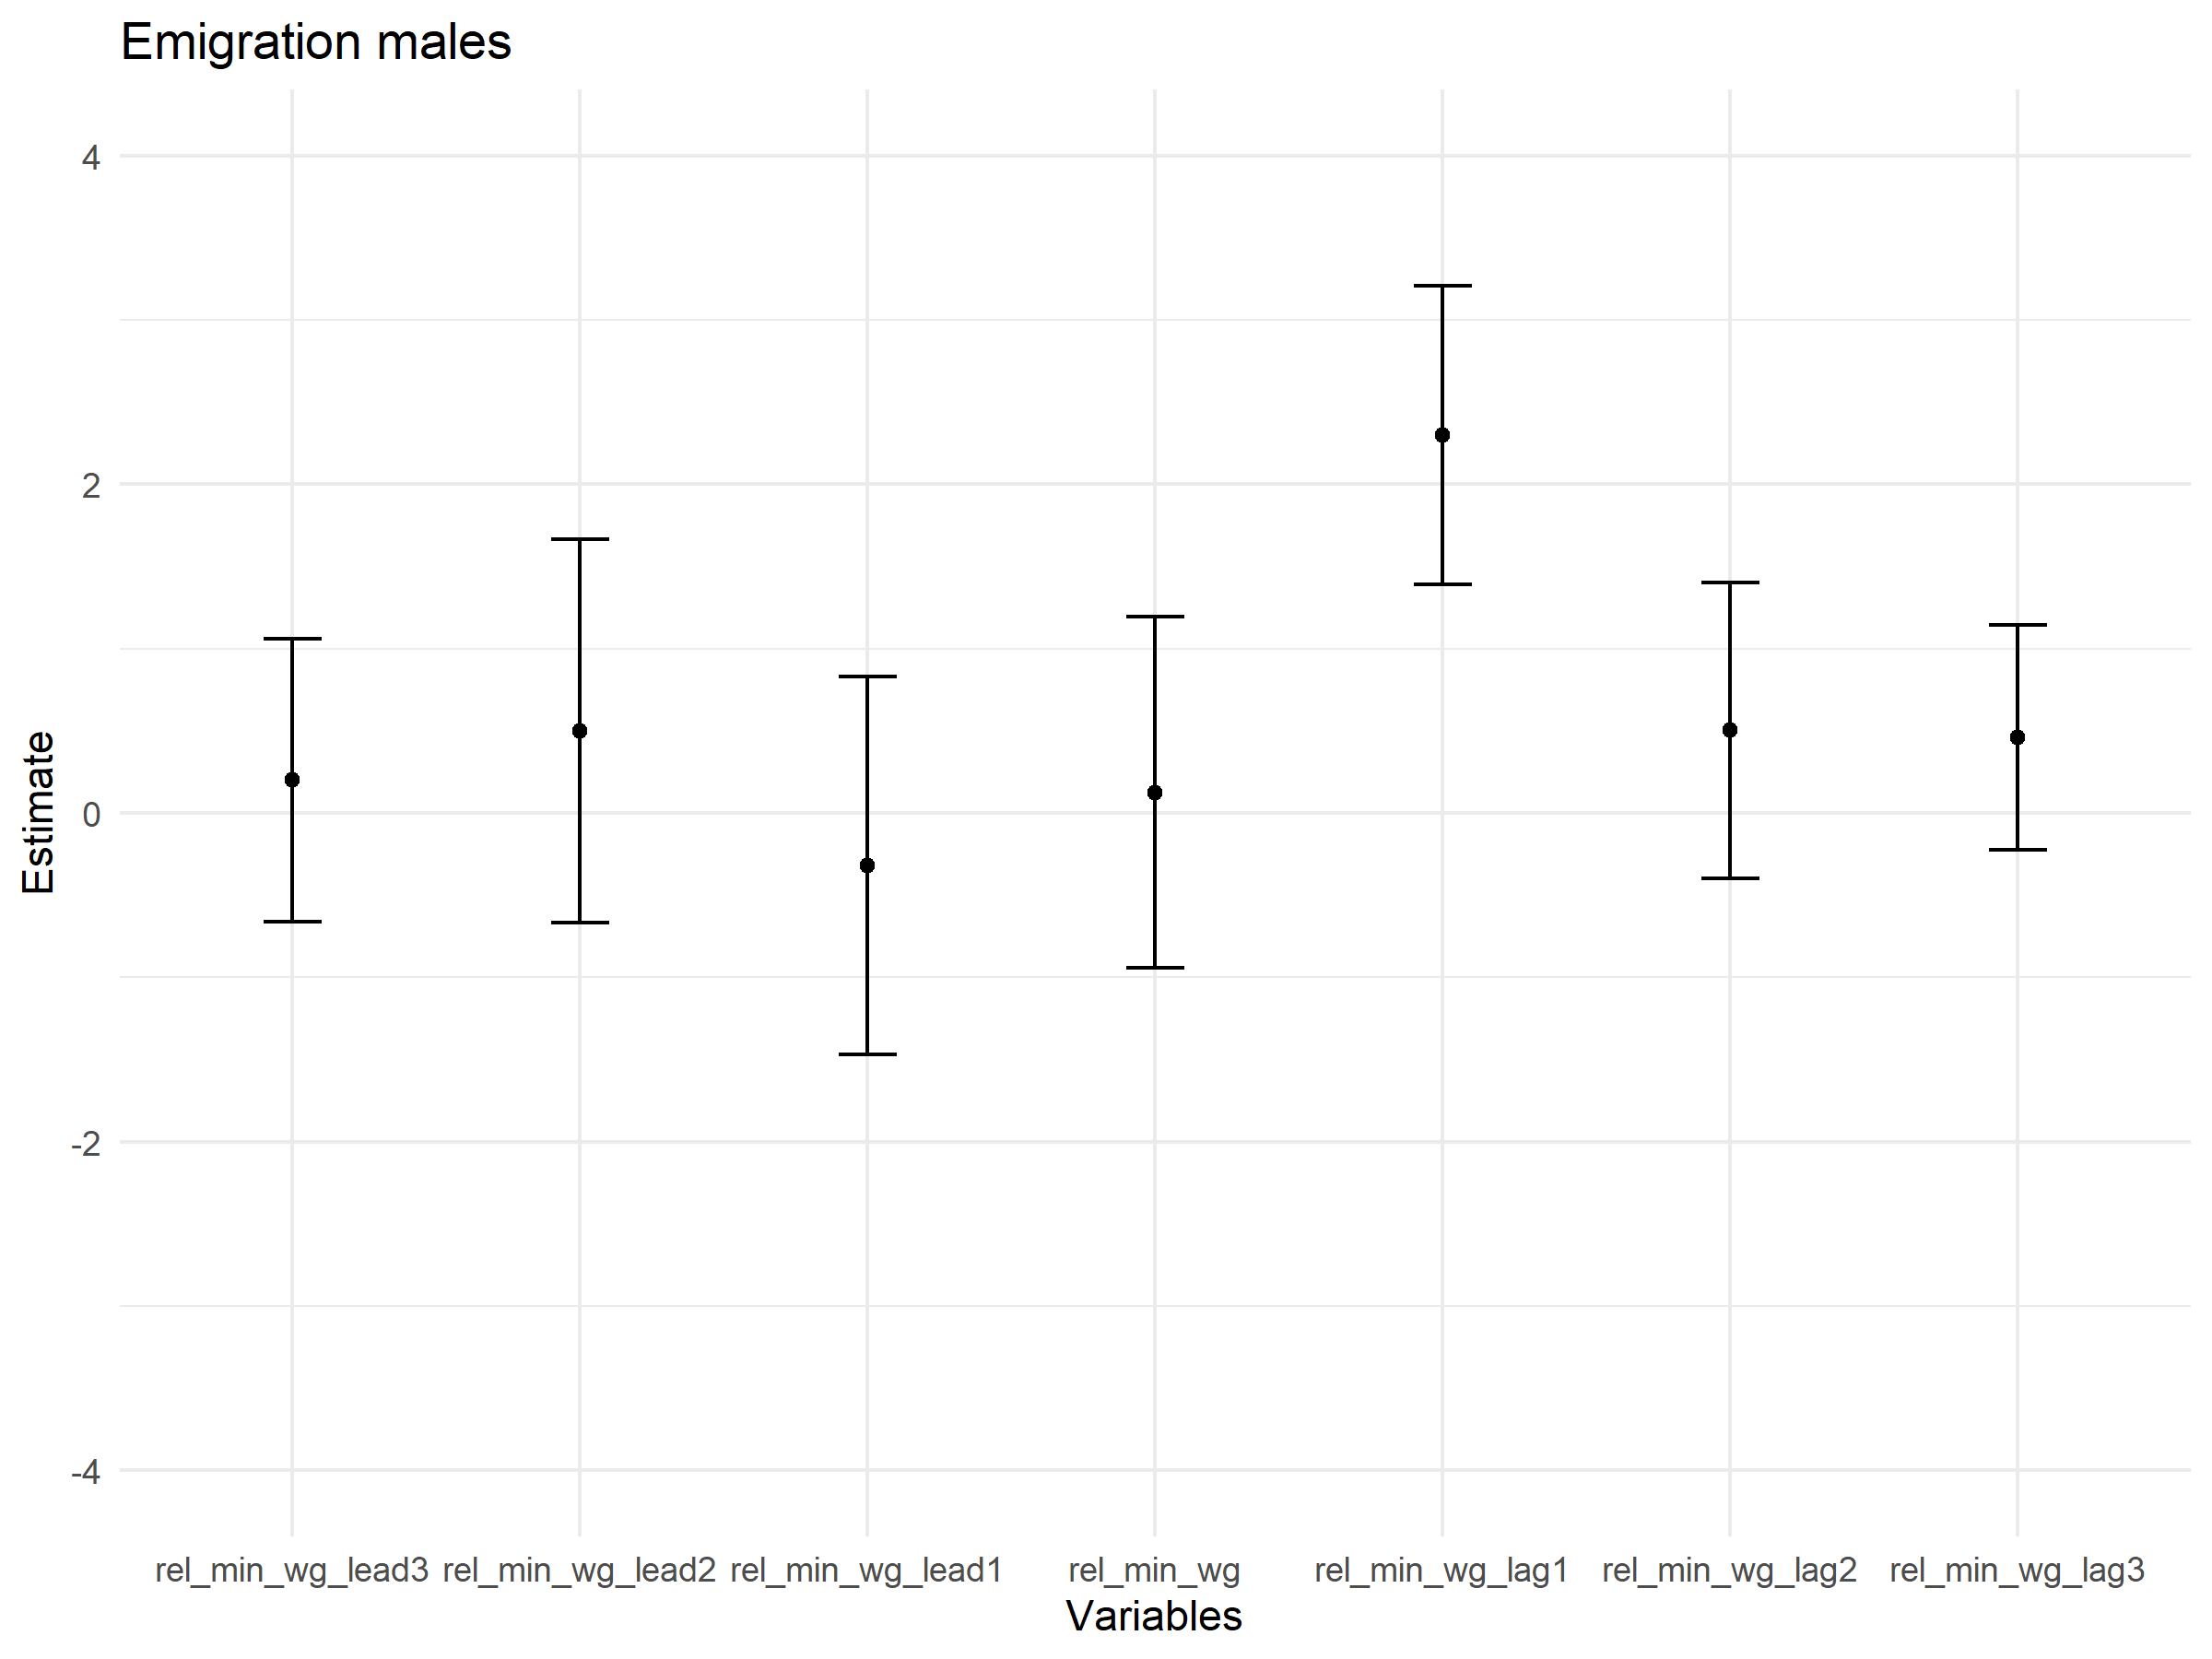 Emigration males
4
2
0
-2
-4
Estimate
rel_min_wg_lead3 rel_min_wg_lead2 rel_min_wg_lead1 rel_min_wg rel_min_wg_lag1 rel_min_wg_lag2 rel_min_wg_lag3
Variables